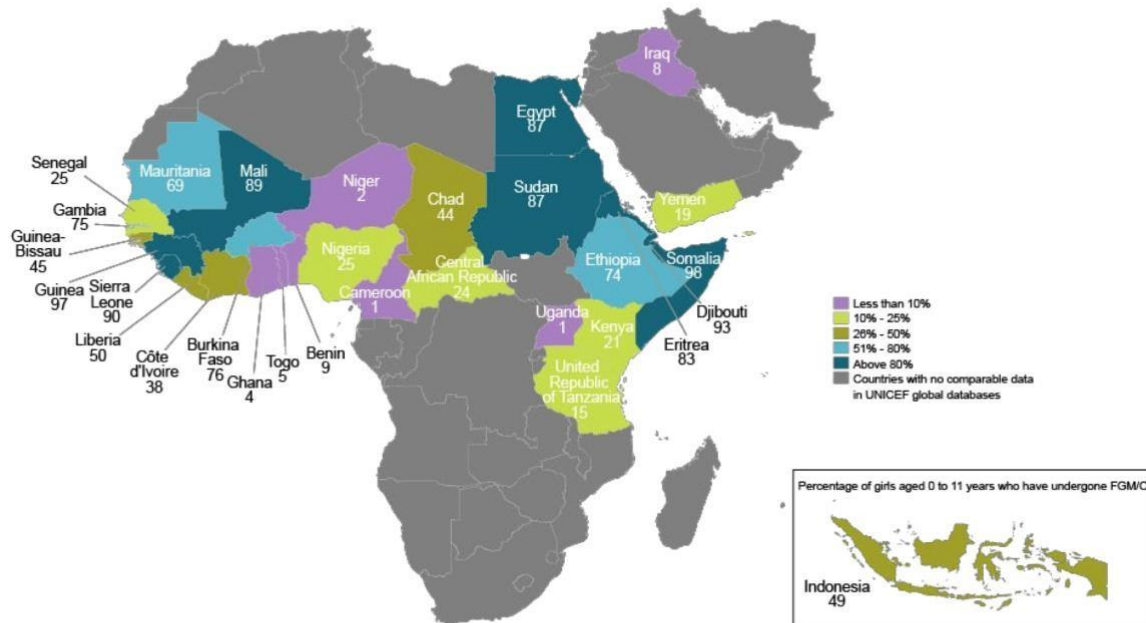 Iraq
8
Egypt
87
Senegal
25
Mauritania
69
Mali
89
Niger
2
Chad
44
Sudan
87
Yemen
19
Gambia
75
Guinea-
Bissau
45
Nigeria
25
Central
African Republic
24
Ethiopia
74
Somalia
98
Guinea
97
Sierra
Leone
90
Cameroon
1
Uganda
1
Kenya
21
Djibouti
93
Eritrea
83
Liberia
50
Côte
d'Ivoire
38
Burkina
Faso
76
Ghana
4
Togo
5
Benin
9
United
Republic
of Tanzania
15
Less than 10%
10% - 25%
26% - 50%
51% - 80%
Above 80%
Countries with no comparable data
in UNICEF global databases
Percentage of girls aged 0 to 11 years who have undergone FGM/C
Indonesia
49